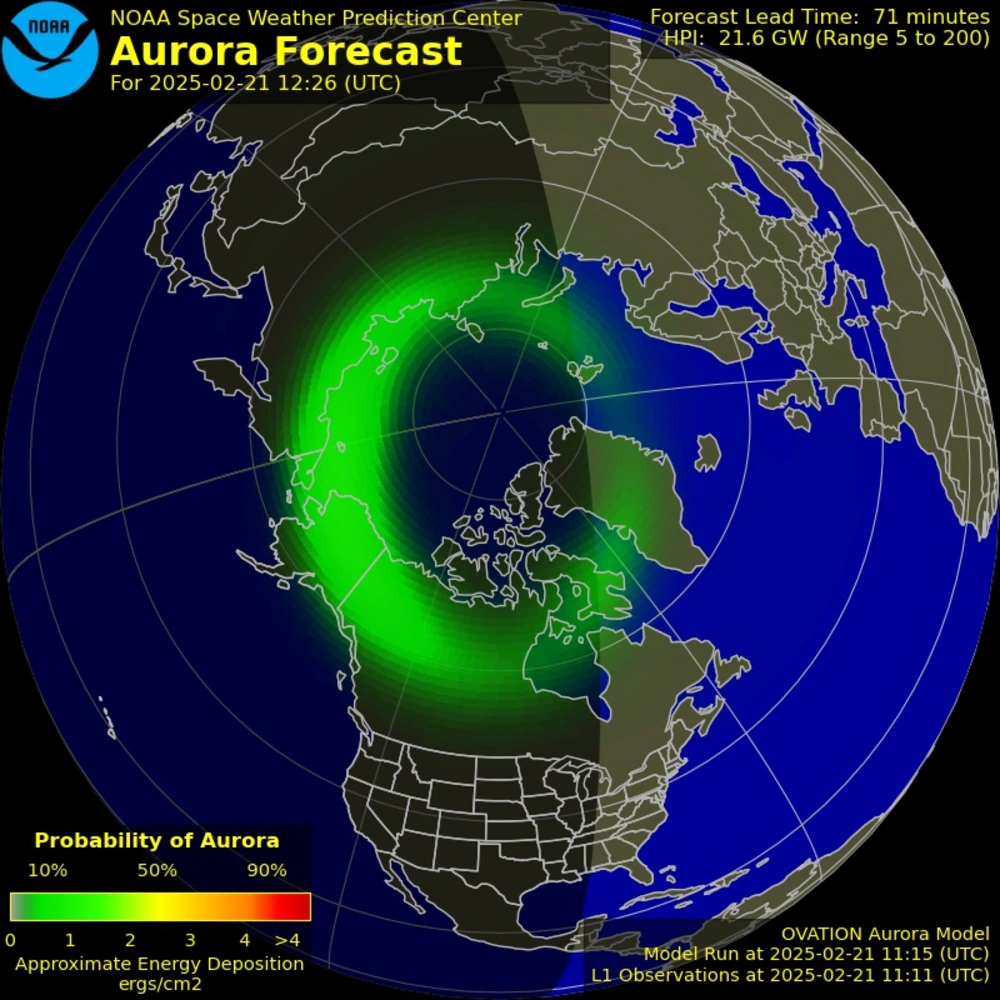 NOAA
NOAA Space Weather Prediction Center
Aurora Forecast
For 2025-02-21 12:26 (UTC)
Forecast Lead Time: 71 minutes
HPI: 21.6 GW (Range 5 to 200)
Probability of Aurora
10% 50% 90%
0 1 2 3 4 >4
Approximate Energy Deposition
ergs/cm2
OVATION Aurora Model
Model Run at 2025-02-21 11:15 (UTC)
L1 Observations at 2025-02-21 11:11 (UTC)